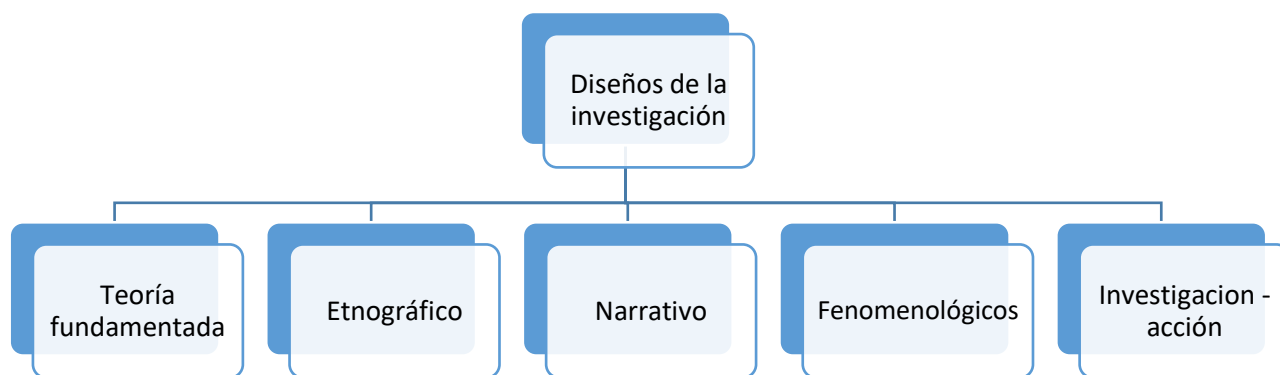 Diseños de la
investigación
Teoría
fundamentada
Etnográfico
Narrativo
Fenomenológicos
Investigacion -
acción